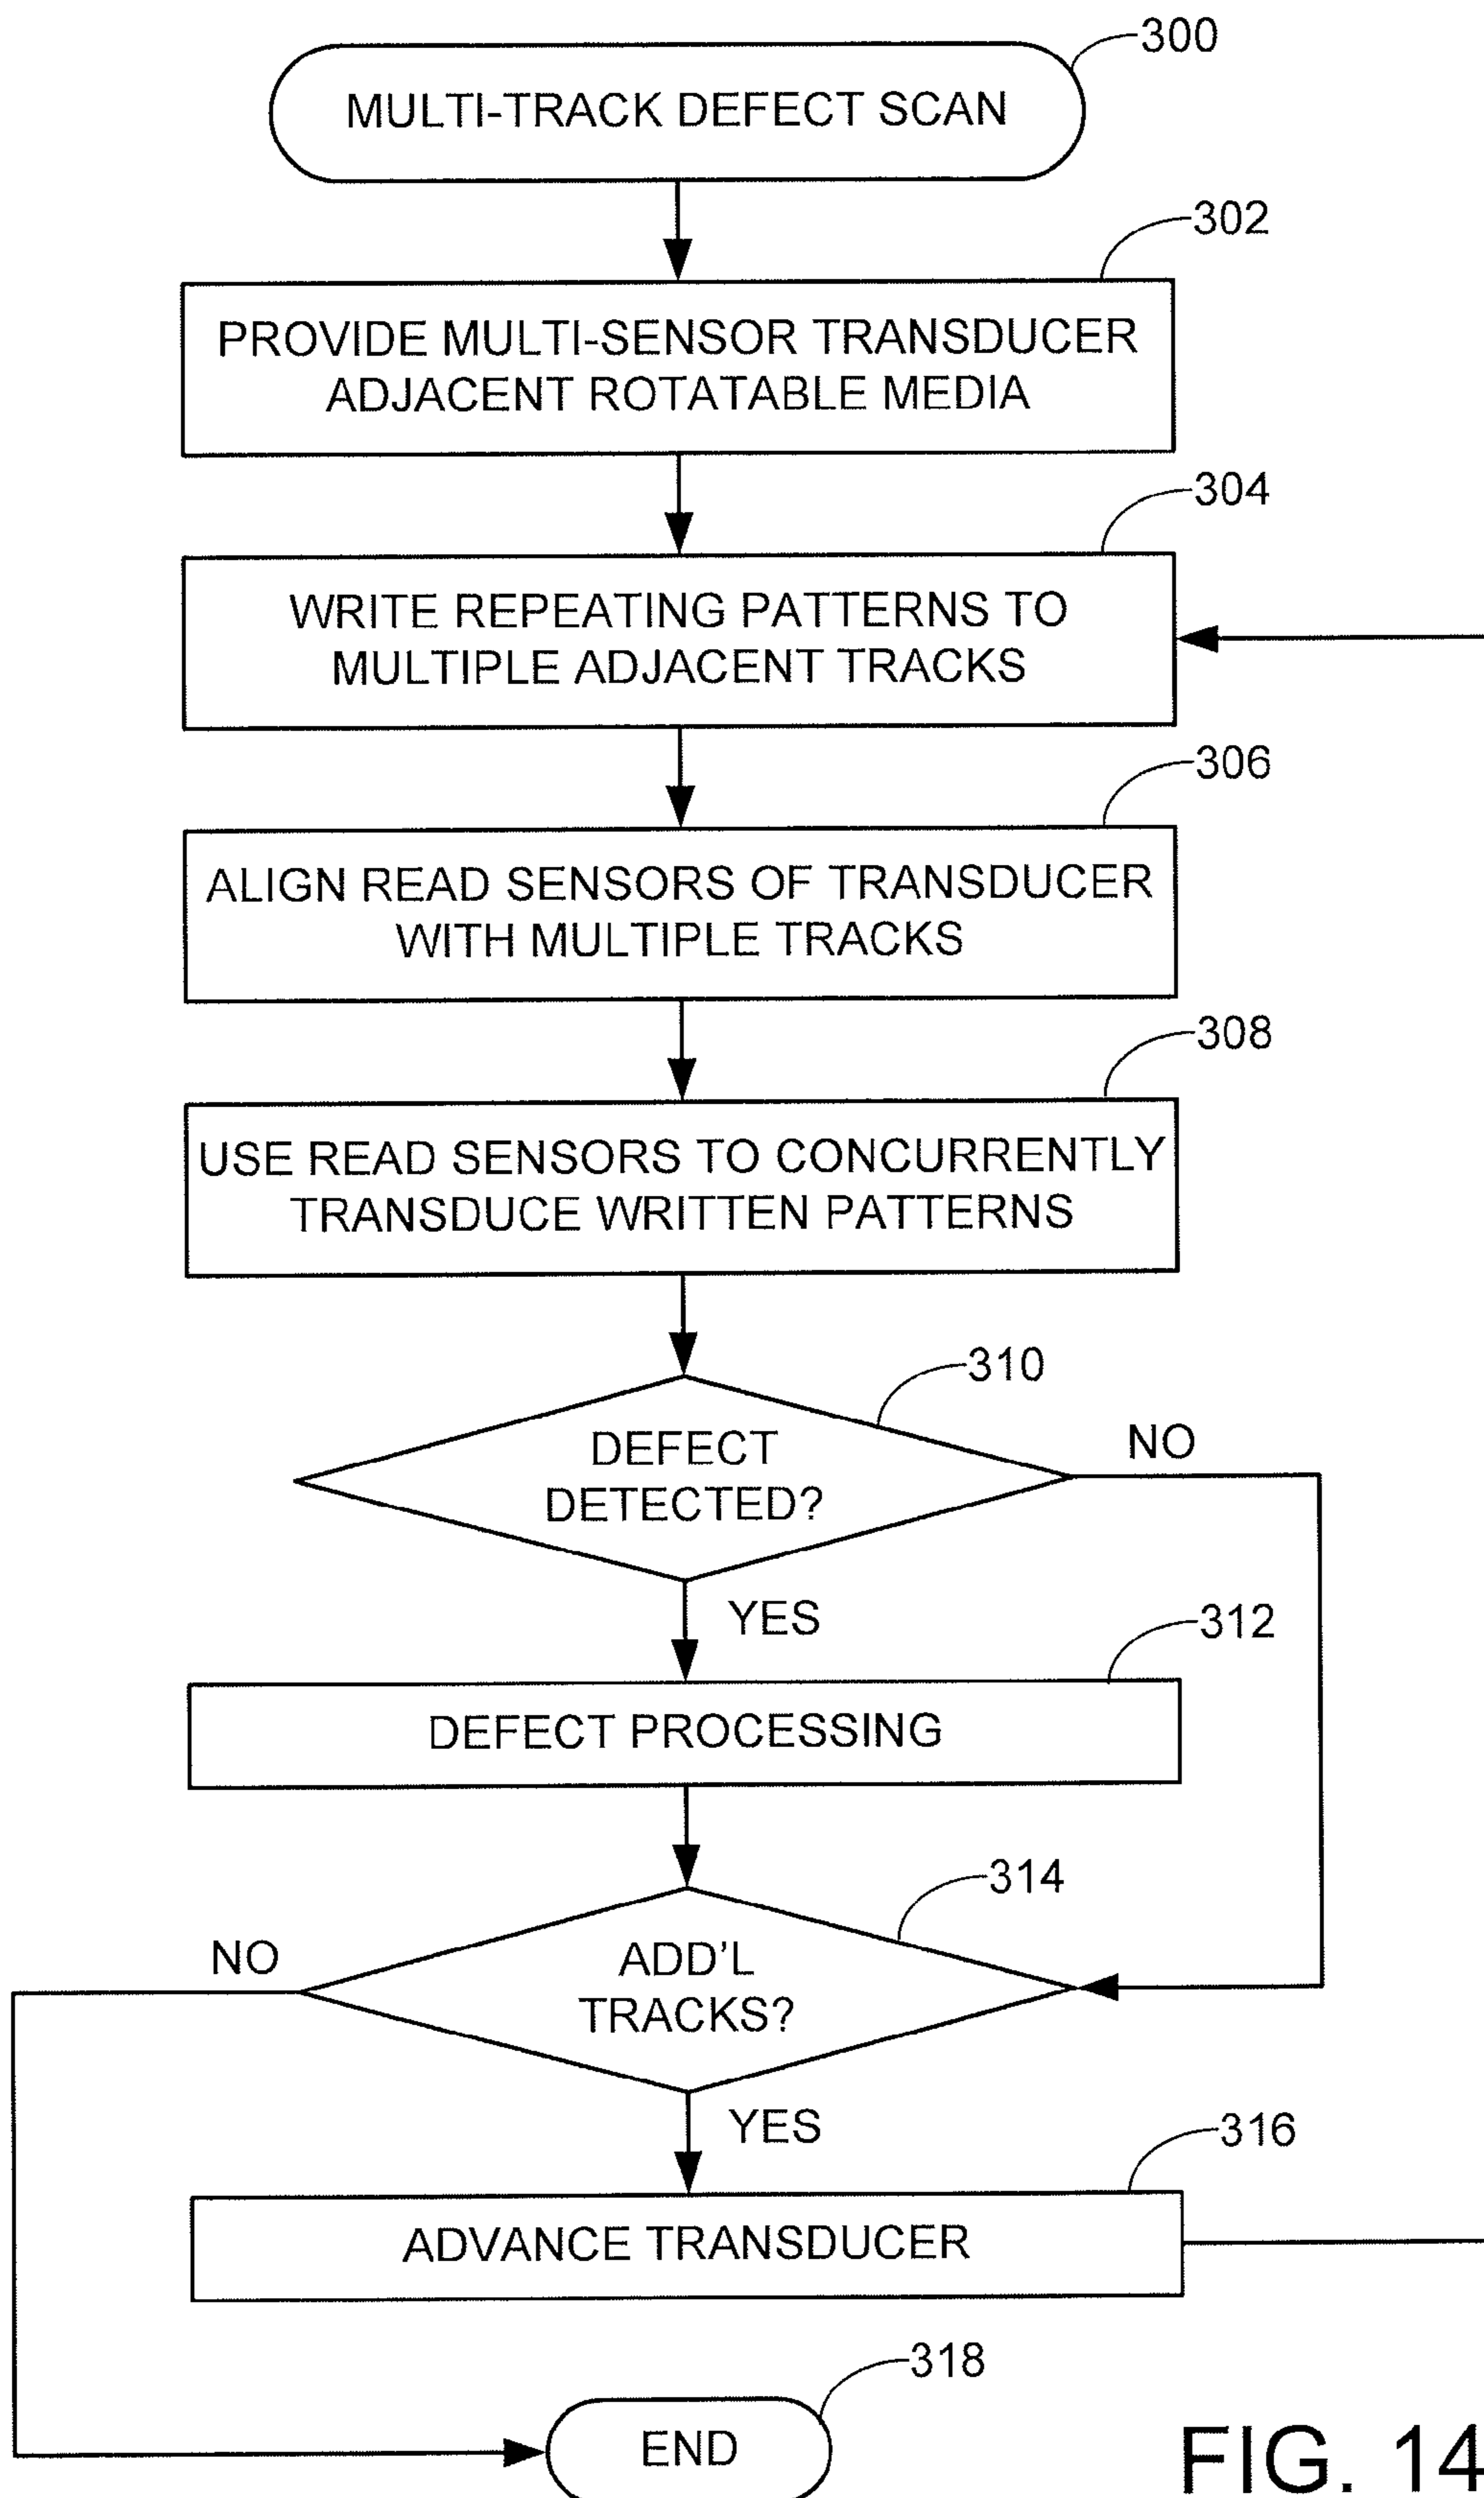 300
MULTI-TRACK DEFECT SCAN
302
PROVIDE MULTI-SENSOR TRANSDUCER
ADJACENT ROTATABLE MEDIA
304
WRITE REPEATING PATTERNS TO
MULTIPLE ADJACENT TRACKS
306
ALIGN READ SENSORS OF TRANSDUCER
WITH MULTIPLE TRACKS
308
USE READ SENSORS TO CONCURRENTLY
TRANSDUCE WRITTEN PATTERNS
310
NO
DEFECT
DETECTED?
YES
312
DEFECT PROCESSING
314
NO
ADD'L
TRACKS?
YES
316
ADVANCE TRANSDUCER
318
END
FIG. 14